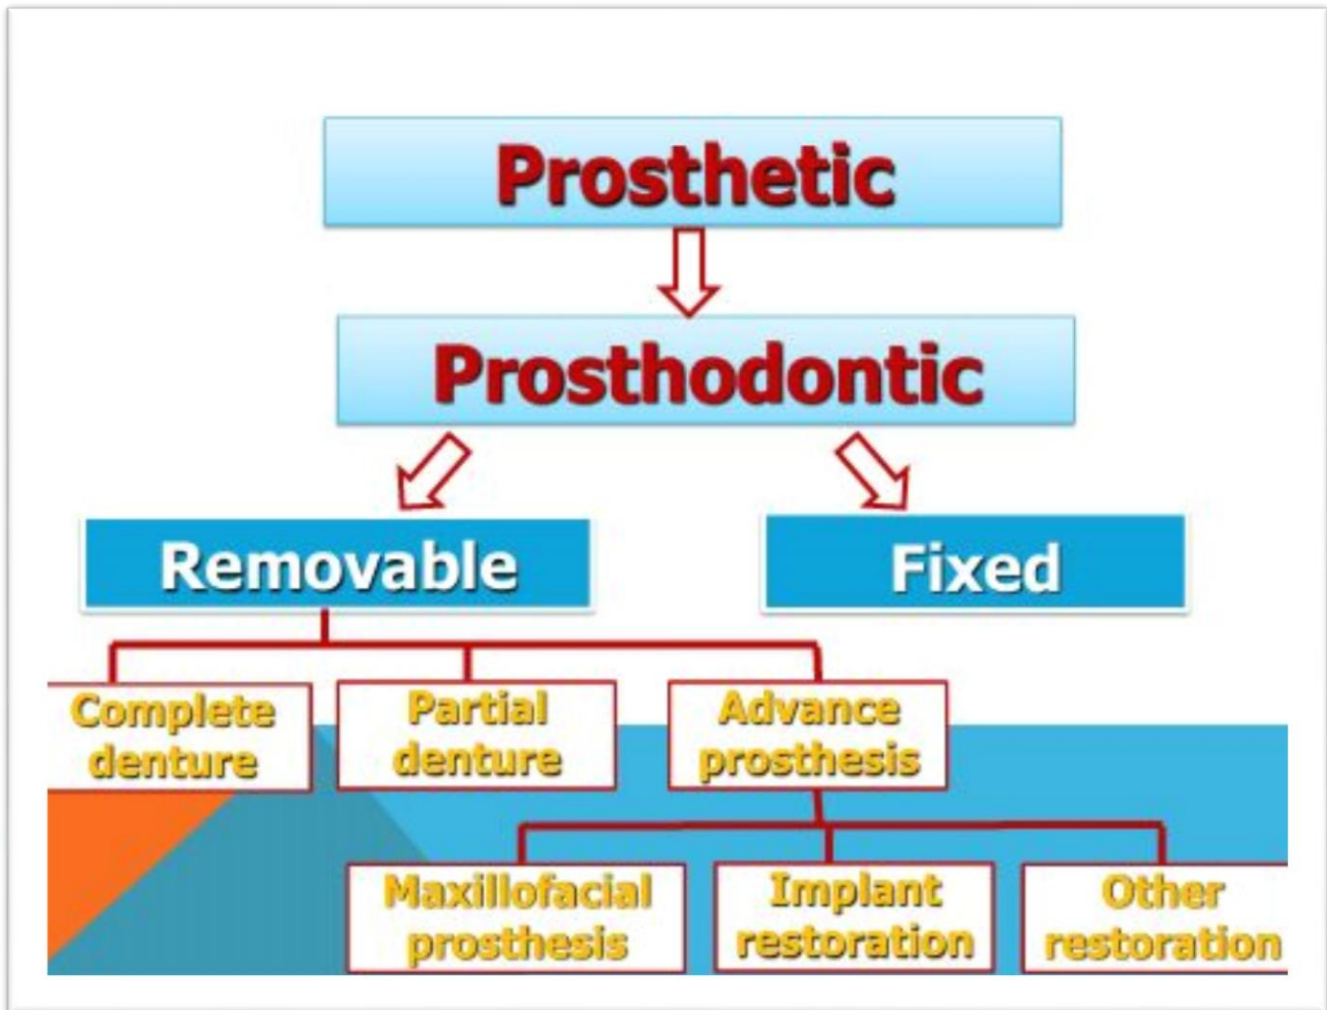 Prosthetic
Prosthodontic
Removable
Fixed
Complete
denture
Partial
denture
Advance
prosthesis
Maxillofacial
prosthesis
Implant
restoration
Other
restoration